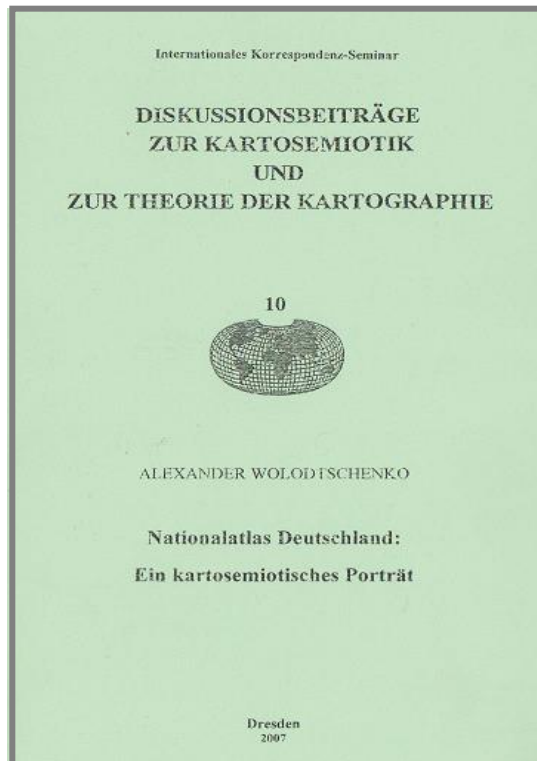 Internationales Korrespondenz-Seminar
DISKUSSIONSBEITRÄGE
ZUR KARTOSEMIOTIK
UND
ZUR THEORIE DER KARTOGRAPHIE
10
ALEXANDER WOLODTSCHENKO
Nationalatlas Deutschland:
Ein kartosemiotisches Porträt
Dresden
2007